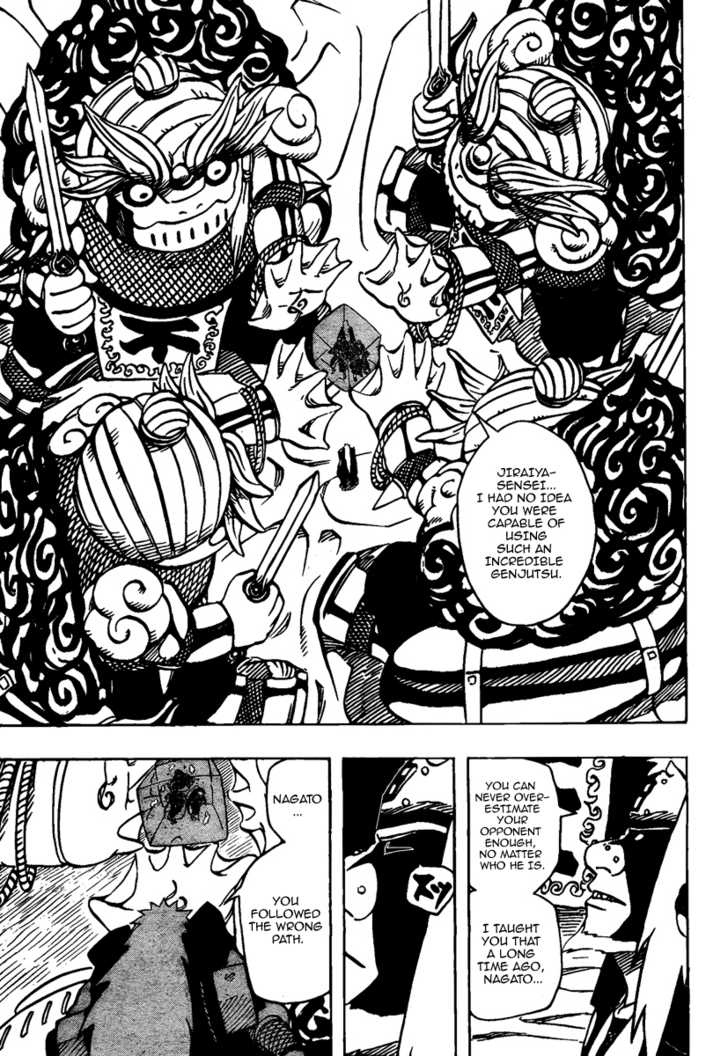 JIRAIYA-
SENSEI...
I HAD NO IDEA
YOU WERE
CAPABLE OF
USING
SUCH AN
INCREDIBLE
GENJUTSU.
YOU CAN
NEVER OVER-
ESTIMATE
YOUR
OPPONENT
ENOUGH,
NO MATTER
WHO HE IS.
I TAUGHT
YOU THAT
A LONG
TIME AGO,
NAGATO...
NAGATO
...
YOU
FOLLOWED
THE WRONG
PATH.